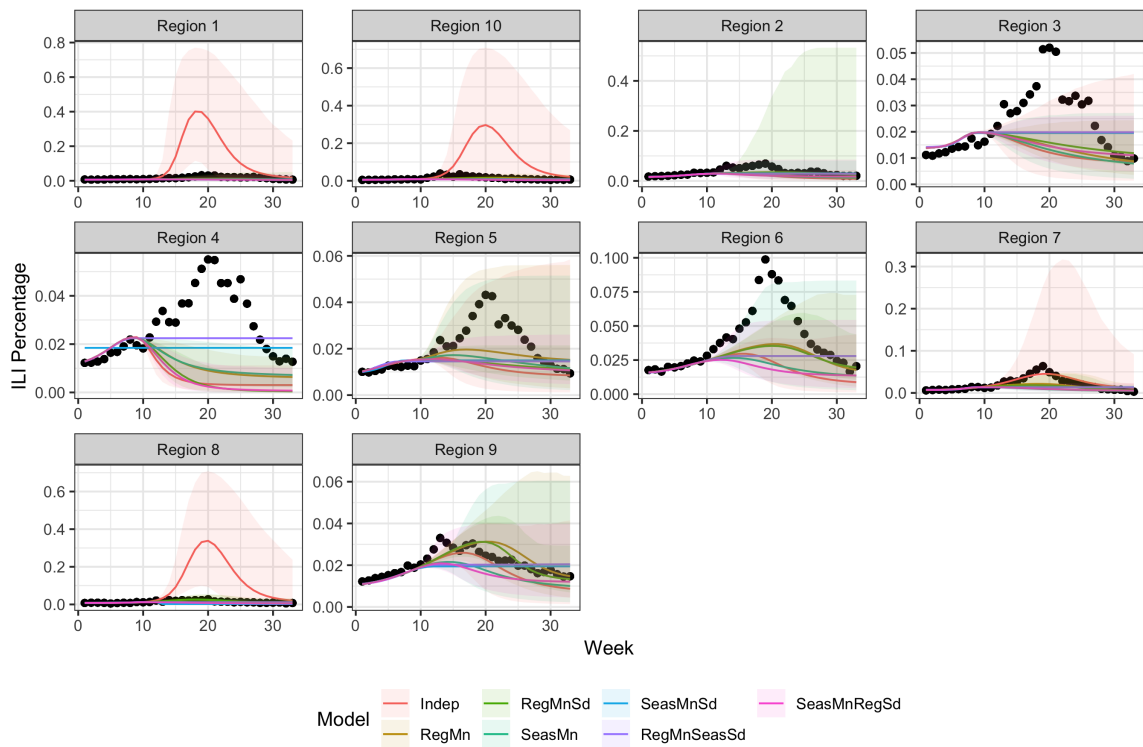 Region 1
Region 10
Region 2
Region 3
0.8
0.6
0.4
0.2
0.0
0 10 20 30
0.6
0.4
0.2
0.0
0 10 20 30
0.4
0.2
0.0
0 10 20 30
0.05
0.04
0.03
0.02
0.01
0.00
0 10 20 30
Region 4
Region 5
Region 6
Region 7
0.04
0.02
0.00
0 10 20 30
0.06
0.04
0.02
0.00
0 10 20 30
0.100
0.075
0.050
0.025
0.000
0 10 20 30
0.3
0.2
0.1
0.0
0 10 20 30
Region 8
Region 9
0.6
0.4
0.2
0.0
0 10 20 30
0.06
0.04
0.02
0.00
0 10 20 30
ILI Percentage
Week
Model
Indep
RegMn
RegMnSd
SeasMn
SeasMnSd
RegMnSeasSd
SeasMnRegSd